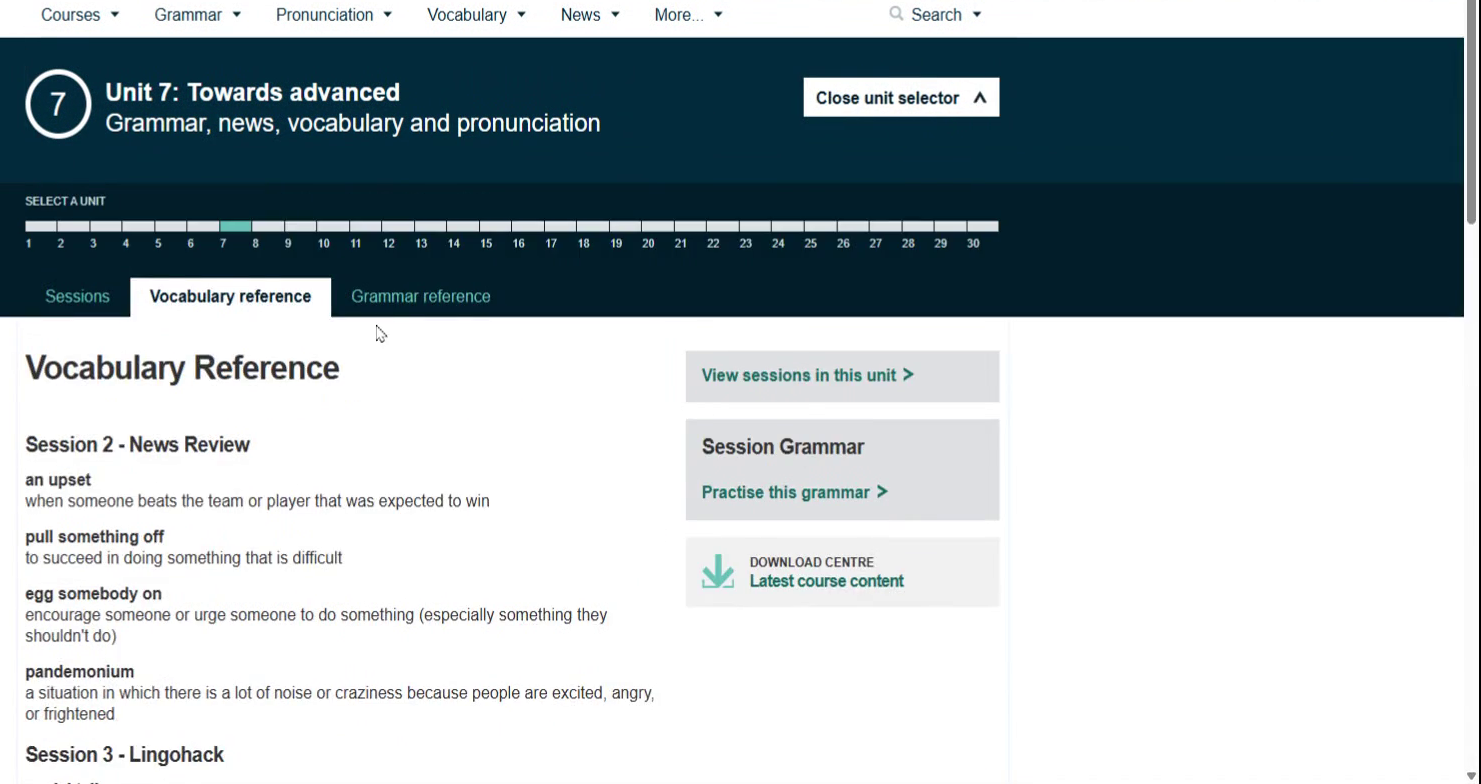 Courses Grammar Pronunciation Vocabulary News More... Search
7
Unit 7: Towards advanced
Grammar, news, vocabulary and pronunciation
Close unit selector
SELECT A UNIT
1 2 3 4 5 6 7 8 9 10 11 12 13 14 15 16 17 18 19 20 21 22 23 24 25 26 27 28 29 30
Sessions Vocabulary reference Grammar reference
Vocabulary Reference
Session 2 - News Review
an upset
when someone beats the team or player that was expected to win
pull something off
to succeed in doing something that is difficult
egg somebody on
encourage someone or urge someone to do something (especially something they
shouldn't do)
pandemonium
a situation in which there is a lot of noise or craziness because people are excited, angry,
or frightened
Session 3 - Lingohack
View sessions in this unit >
Session Grammar
Practise this grammar >
DOWNLOAD CENTRE
Latest course content